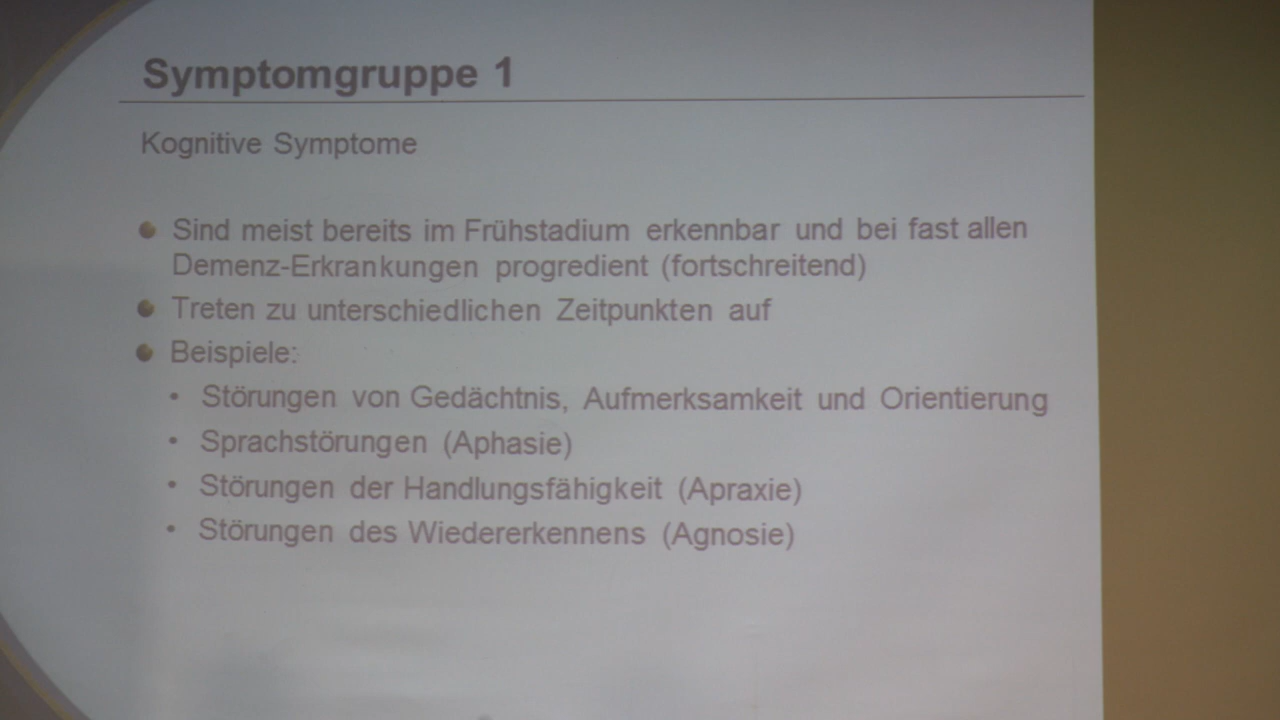 Symptomgruppe 1
Kognitive Symptome
● Sind meist bereits im Frühstadium erkennbar und bei fast allen
Demenz-Erkrankungen progredient (fortschreitend)
● Treten zu unterschiedlichen Zeitpunkten auf
● Beispiele:
• Störungen von Gedächtnis, Aufmerksamkeit und Orientierung
• Sprachstörungen (Aphasie)
• Störungen der Handlungsfähigkeit (Apraxie)
• Störungen des Wiedererkennens (Agnosie)